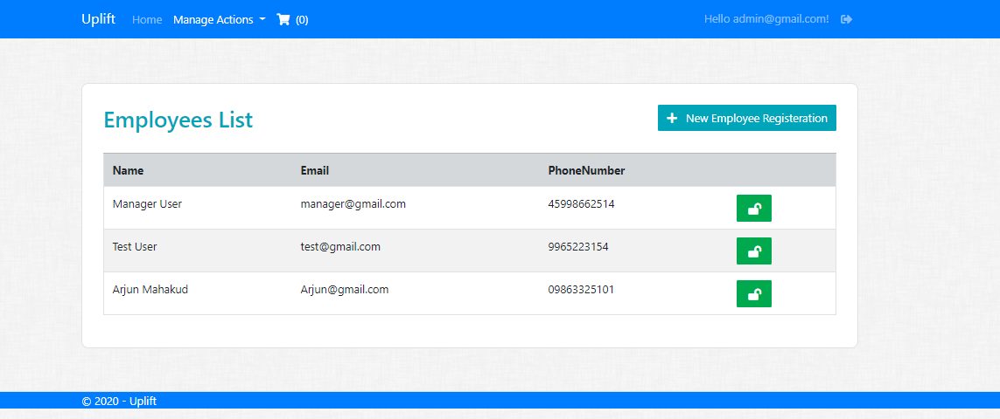 Uplift Home Manage Actions (0) Hello admin@gmail.com!
Employees List
New Employee Registeration
Name Email PhoneNumber
Manager User manager@gmail.com 45998662514
Test User test@gmail.com 9965223154
Arjun Mahakud Arjun@gmail.com 09863325101
© 2020 - Uplift